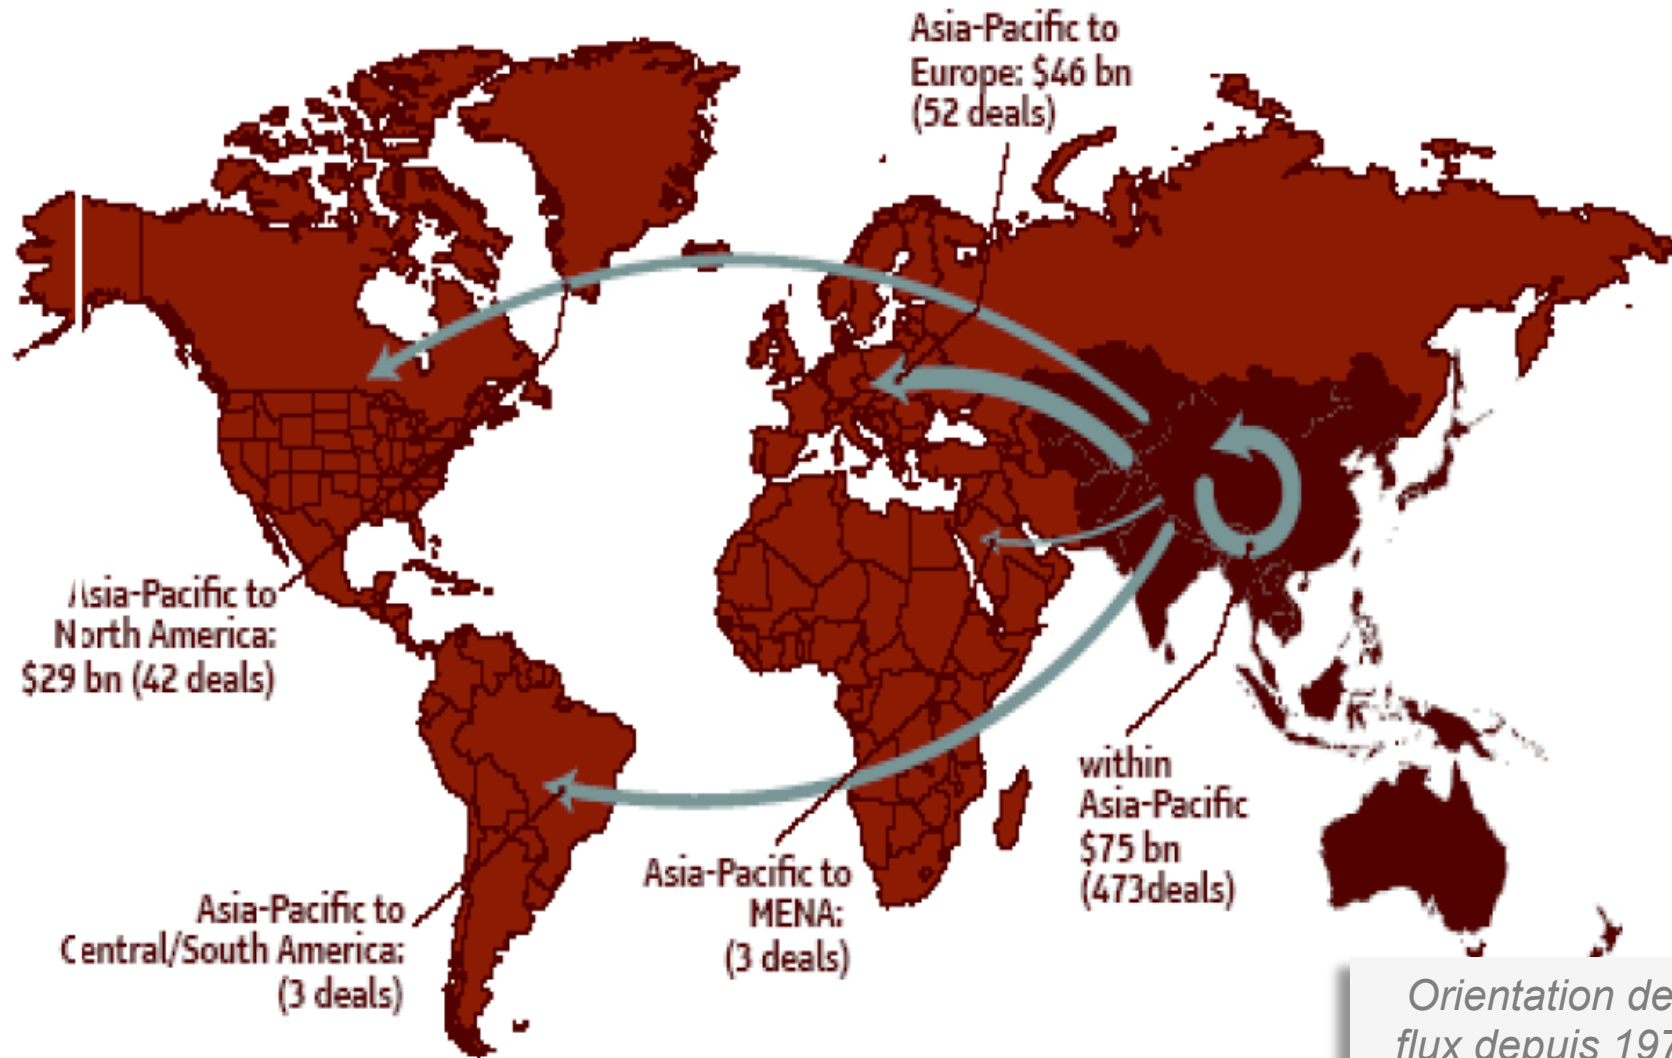 Asia-Pacific to
Europe: $46 bn
(52 deals)
Asia-Pacific to
North America:
$29 bn (42 deals)
within
Asia-Pacific
$75 bn
(473deals)
Asia-Pacific to
MENA:
(3 deals)
Asia-Pacific to
Central/South America:
(3 deals)
Orientation de
flux depuis 197